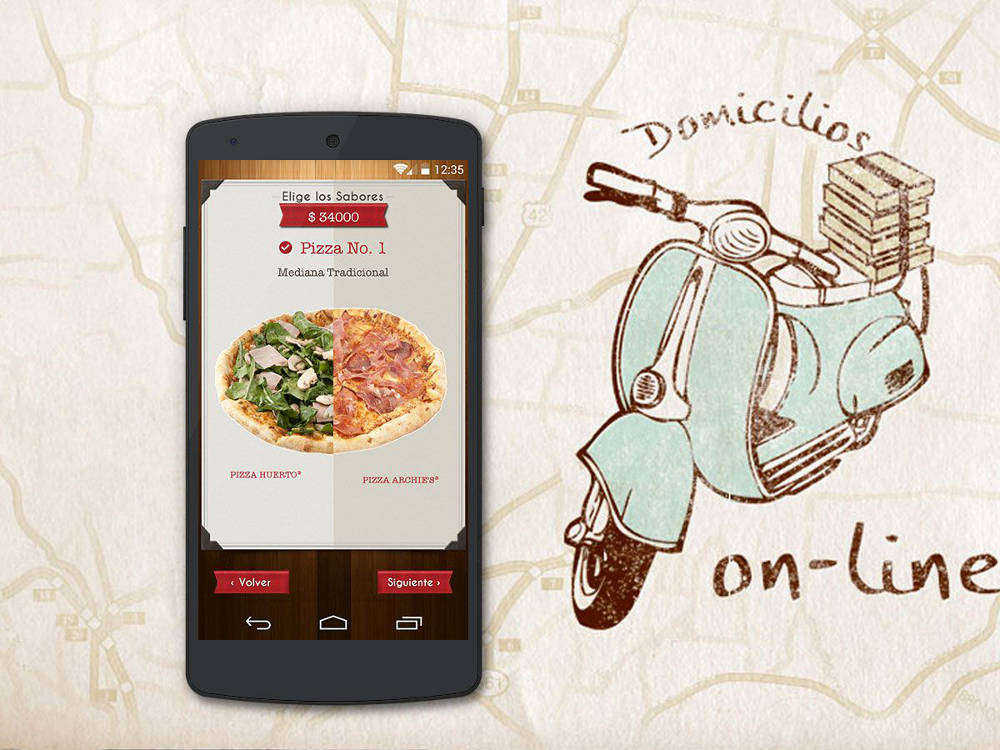 12:35
Elige los Sabores
$ 34000
Pizza No. 1
Mediana Tradicional
PIZZA HUERTO®
PIZZA ARCHIE'S®
‹ Volver
Siguiente ›
Domicilios
on-line
42